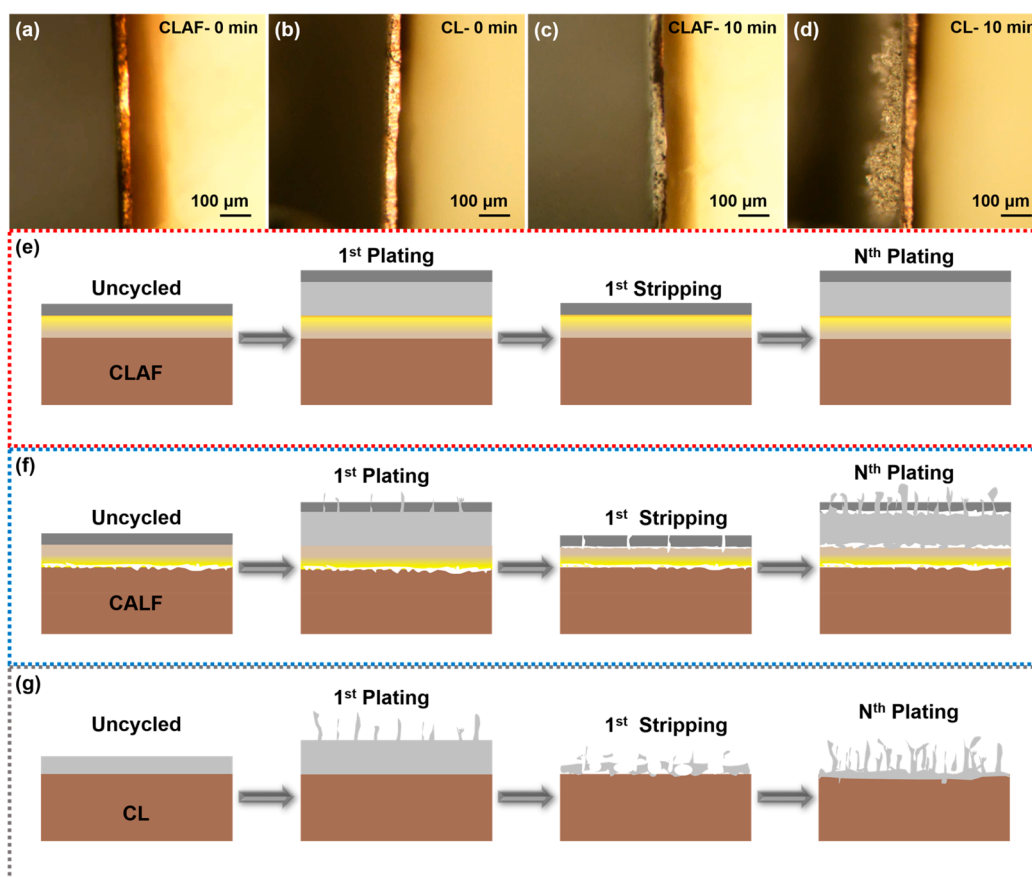 (a) CLAF- 0 min
100 µm
(b) CL- 0 min
100 µm
(c) CLAF- 10 min
100 µm
(d) CL- 10 min
100 µm
(e)
Uncycled
1st Plating
1st Stripping
Nth Plating
CLAF
(f)
Uncycled
1st Plating
1st Stripping
Nth Plating
CALF
(g)
Uncycled
1st Plating
1st Stripping
Nth Plating
CL